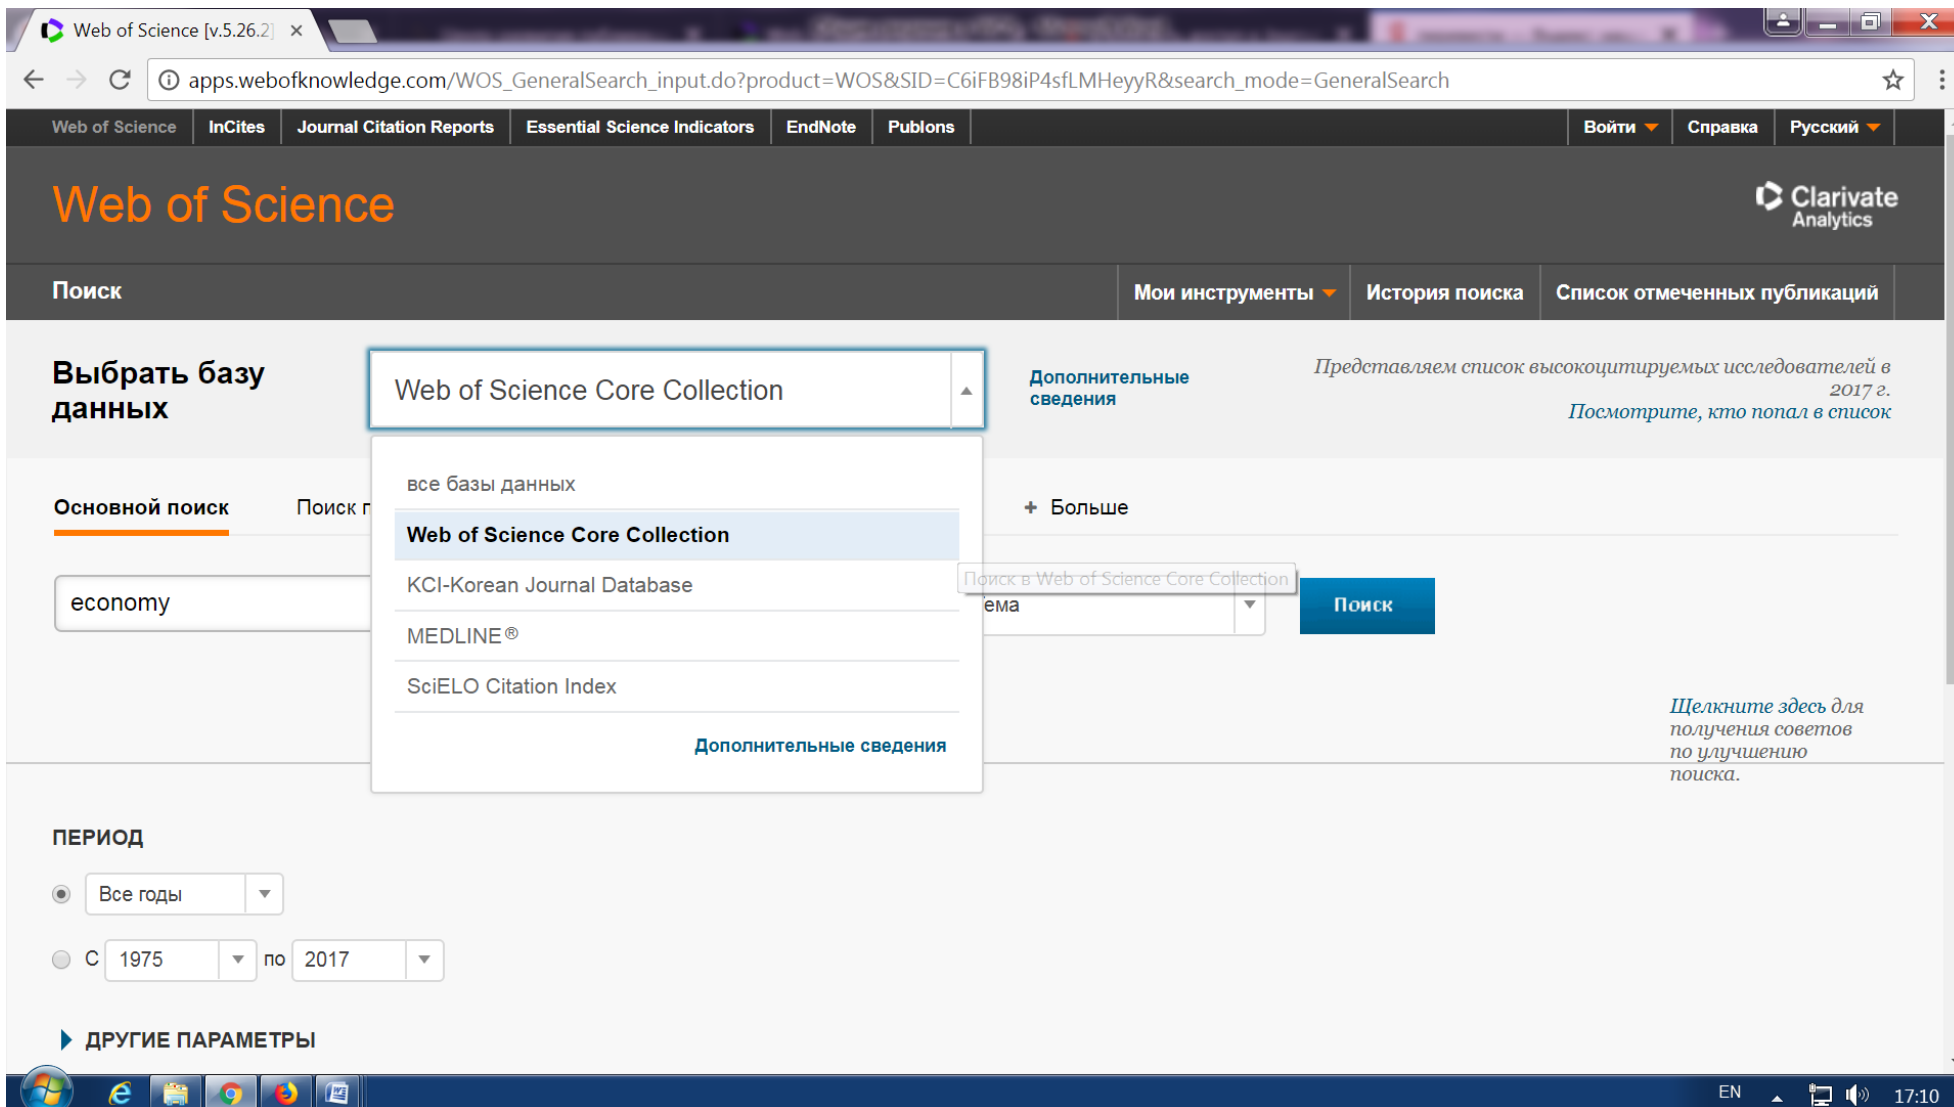 Web of Science [v.5.26.2]
apps.webofknowledge.com/WOS_GeneralSearch_input.do?product=WOS&SID=C6iFB98iP4sfLMHeyyR&search_mode=GeneralSearch
Web of Science InCites Journal Citation Reports Essential Science Indicators EndNote Publons Войти Справка Русский
Web of Science
Clarivate
Analytics
Поиск Мои инструменты История поиска Список отмеченных публикаций
Выбрать базу
данных
Web of Science Core Collection
Дополнительные
сведения
Представляем список высокоцитируемых исследователей в
2017 г.
Посмотрите, кто попал в список
все базы данных
Основной поиск Поиск + Больше
Web of Science Core Collection
KCI-Korean Journal Database
Поиск в Web of Science Core Collection
economy ема Поиск
MEDLINE®
SciELO Citation Index
Дополнительные сведения
Щелкните здесь для
получения советов
по улучшению
поиска.
ПЕРИОД
Все годы
С 1975 по 2017
ДРУГИЕ ПАРАМЕТРЫ
EN 17:10